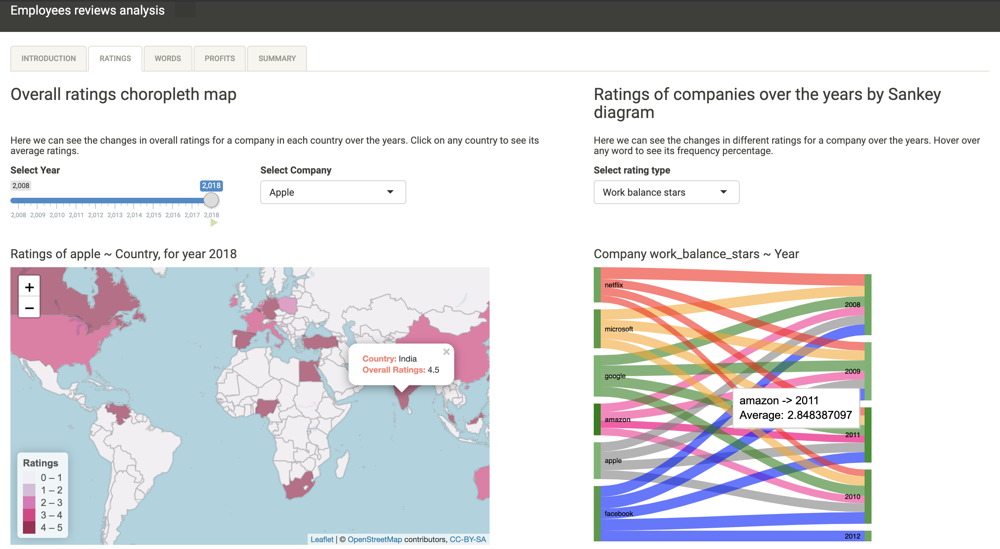 Employees reviews analysis
INTRODUCTION
RATINGS
WORDS
PROFITS
SUMMARY
Overall ratings choropleth map
Here we can see the changes in overall ratings for a company in each country over the years. Click on any country to see its
average ratings.
Select Year
2,008
2,018
2,008 2,009 2,010 2,011 2,012 2,013 2,014 2,015 2,016 2,017 2,018
Select Company
Apple
Ratings of apple ~ Country, for year 2018
+
−
Country: India
Overall Ratings: 4.5
×
Ratings
0 – 1
1 – 2
2 – 3
3 – 4
4 – 5
Leaflet | © OpenStreetMap contributors, CC-BY-SA
Ratings of companies over the years by Sankey
diagram
Here we can see the changes in different ratings for a company over the years. Hover over
any word to see its frequency percentage.
Select rating type
Work balance stars
Company work_balance_stars ~ Year
netflix
microsoft
google
amazon
apple
facebook
2008
2009
amazon -> 2011
Average: 2.848387097
2011
2010
2012